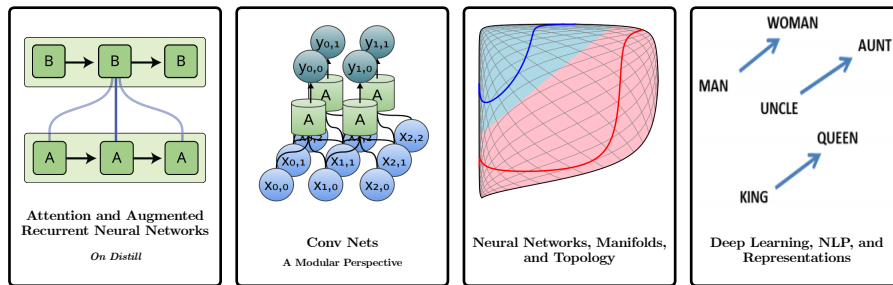 B B B
A A A
Attention and Augmented
Recurrent Neural Networks
On Distill
y0,1 y1,1
y0,0 y1,0
A A
A A
x1,2 x2,2
x0,1 x1,1 x2,1
x0,0 x1,0 x2,0
Conv Nets
A Modular Perspective
Neural Networks, Manifolds,
and Topology
WOMAN
AUNT
MAN
UNCLE
QUEEN
KING
Deep Learning, NLP, and
Representations